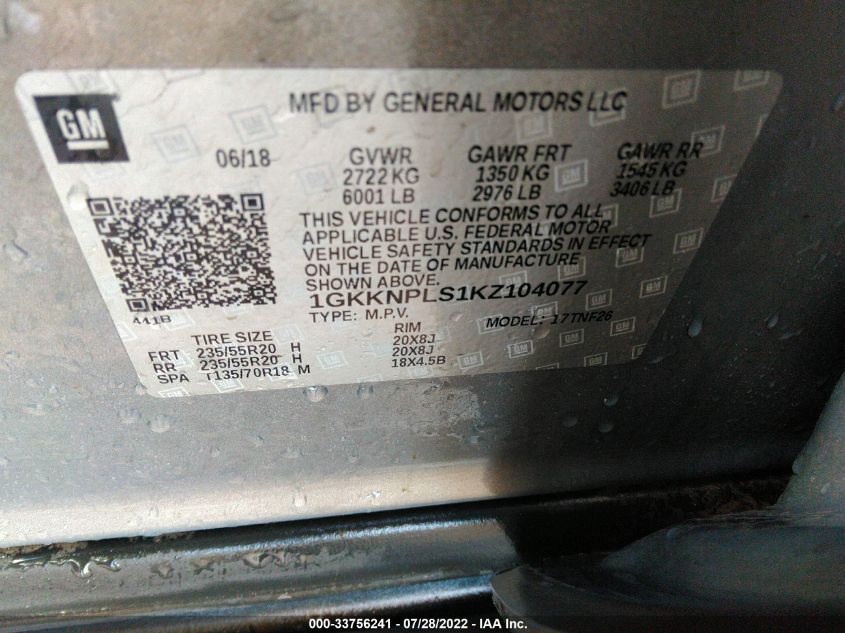 GM
MFD BY GENERAL MOTORS LLC
06/18 GVWR GAWR FRT GAWR RR
2722 KG 1350 KG 1545 KG
6001 LB 2976 LB 3406 LB
THIS VEHICLE CONFORMS TO ALL
APPLICABLE U.S. FEDERAL MOTOR
VEHICLE SAFETY STANDARDS IN EFFECT
ON THE DATE OF MANUFACTURE
SHOWN ABOVE.
1GKKNPLS1KZ104077
441B TYPE: M.P.V. MODEL: 17TNF26
TIRE SIZE RIM
FRT 235/55R20 H 20X8J
RR 235/55R20 H 20X8J
SPA T135/70R18 M 18X4.5B
000-33756241 - 07/28/2022 - IAA Inc.